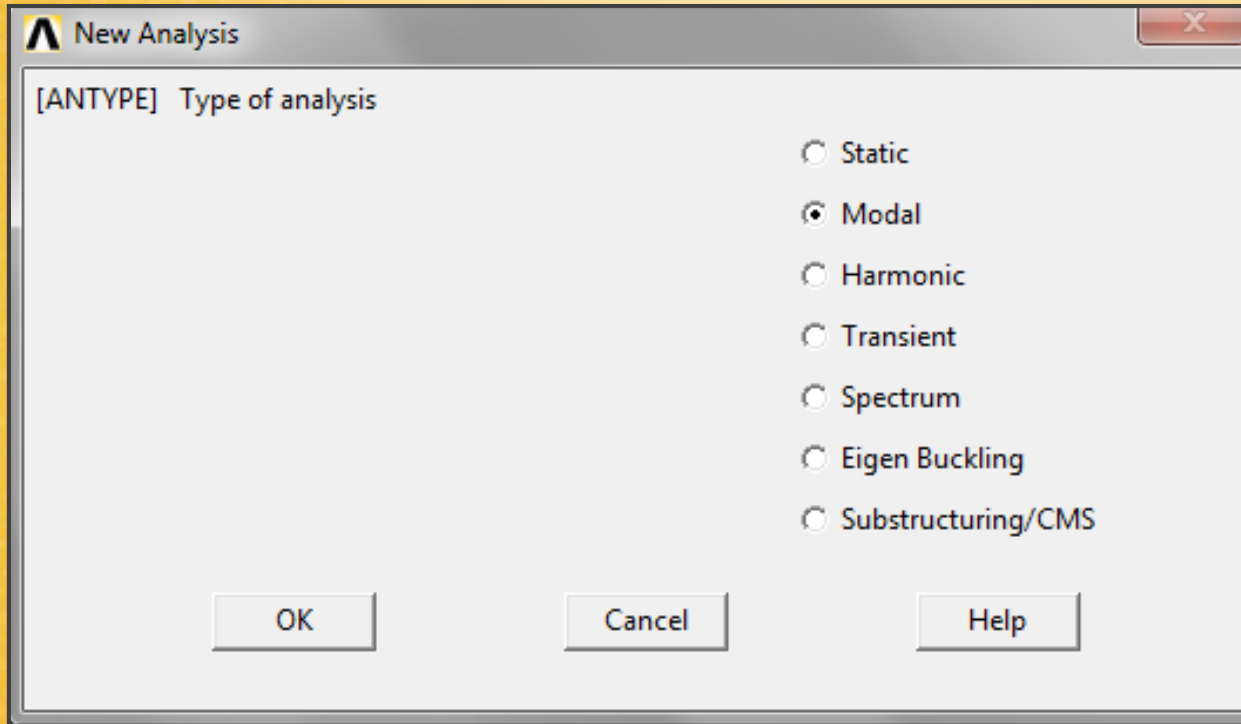 New Analysis
[ANTYPE] Type of analysis
Static
Modal
Harmonic
Transient
Spectrum
Eigen Buckling
Substructuring/CMS
OK Cancel Help